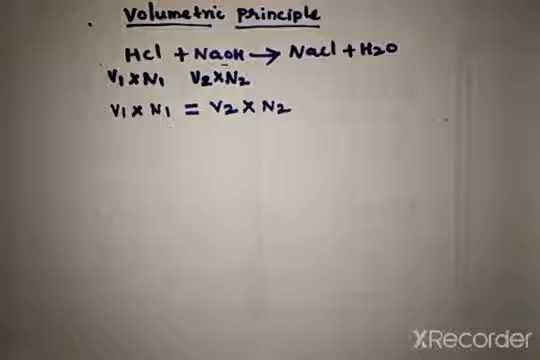 Volumetric Principle
Hcl + NaoH → Nacl + H2O
V1 x N1 V2 x N2
V1 x N1 = V2 x N2
XRecorder